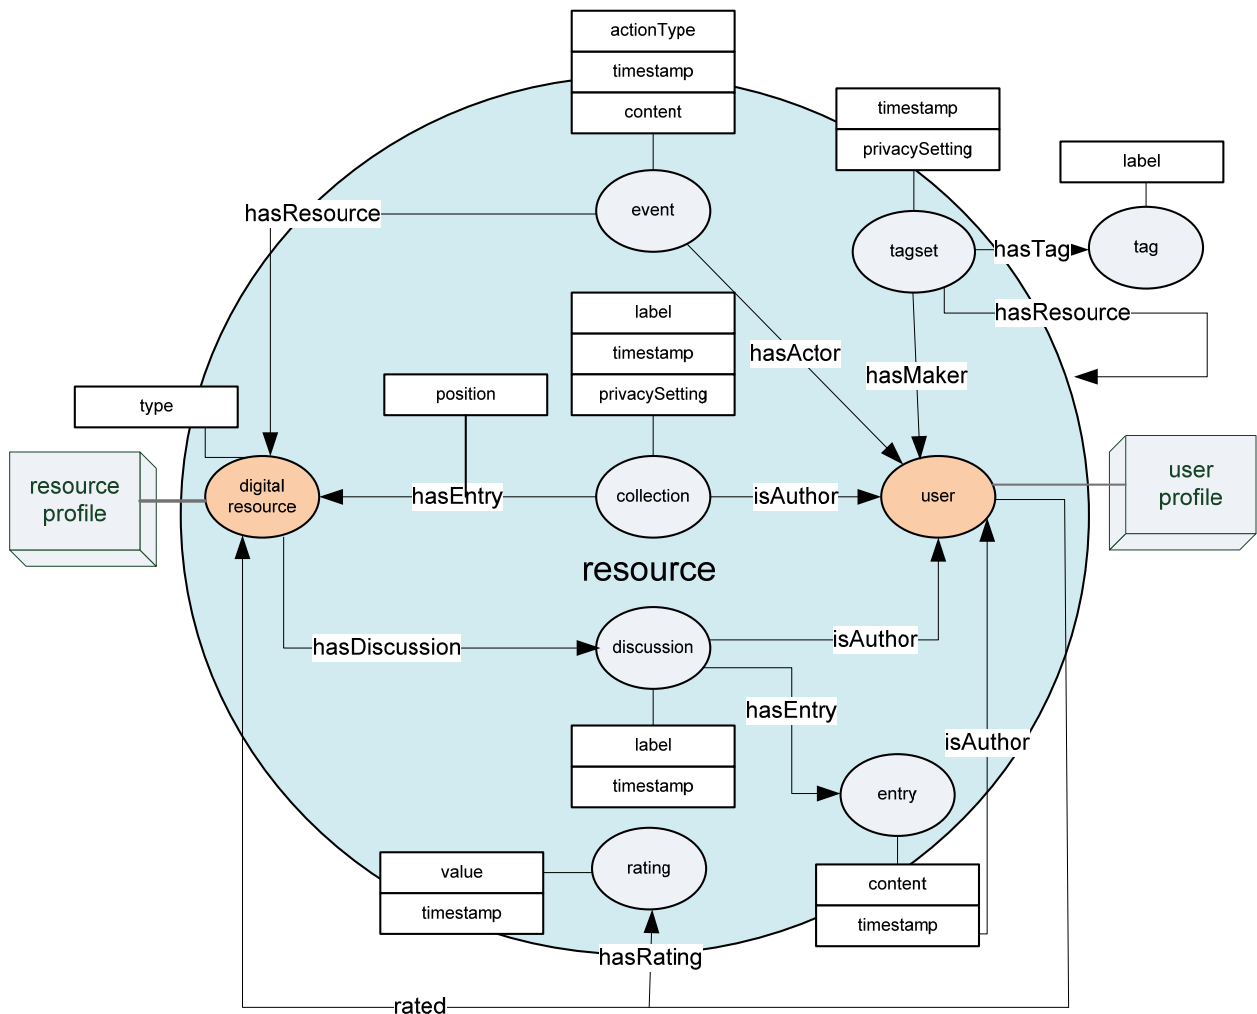 actionType
timestamp
content
timestamp
privacySetting
label
event
hasResource
tagset
hasTag
tag
label
timestamp
privacySetting
hasResource
hasActor
hasMaker
type
position
resource
profile
digital
resource
hasEntry
collection
isAuthor
user
user
profile
resource
hasDiscussion
discussion
isAuthor
hasEntry
label
timestamp
isAuthor
entry
value
timestamp
rating
content
timestamp
hasRating
rated